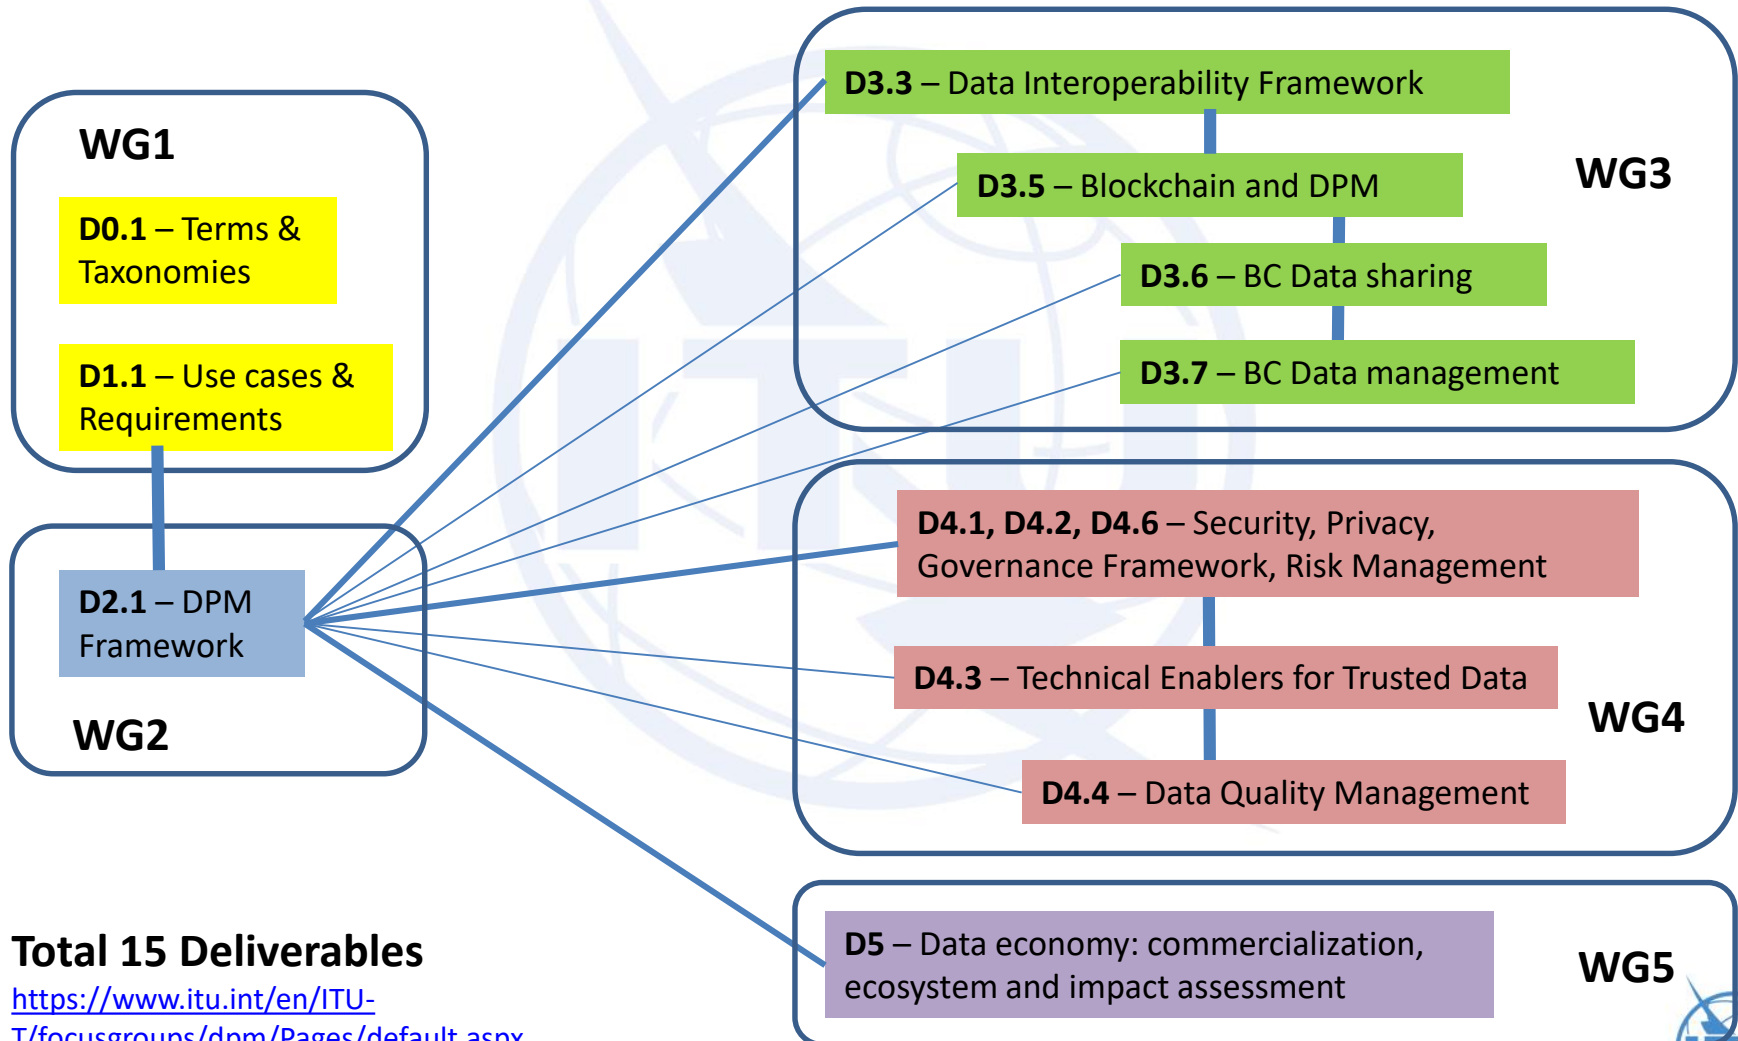 WG1
D0.1 – Terms &
Taxonomies
D1.1 – Use cases &
Requirements
D2.1 – DPM
Framework
WG2
D3.3 – Data Interoperability Framework
D3.5 – Blockchain and DPM
WG3
D3.6 – BC Data sharing
D3.7 – BC Data management
D4.1, D4.2, D4.6 – Security, Privacy,
Governance Framework, Risk Management
D4.3 – Technical Enablers for Trusted Data
WG4
D4.4 – Data Quality Management
D5 – Data economy: commercialization,
ecosystem and impact assessment
WG5
Total 15 Deliverables
https://www.itu.int/en/ITU-
T/focusgroups/dpm/Pages/default.aspx
ITU